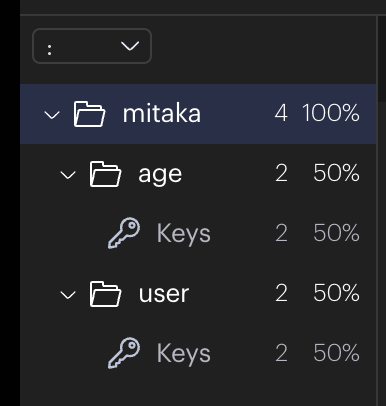 :
mitaka 4 100%
age 2 50%
Keys 2 50%
user 2 50%
Keys 2 50%